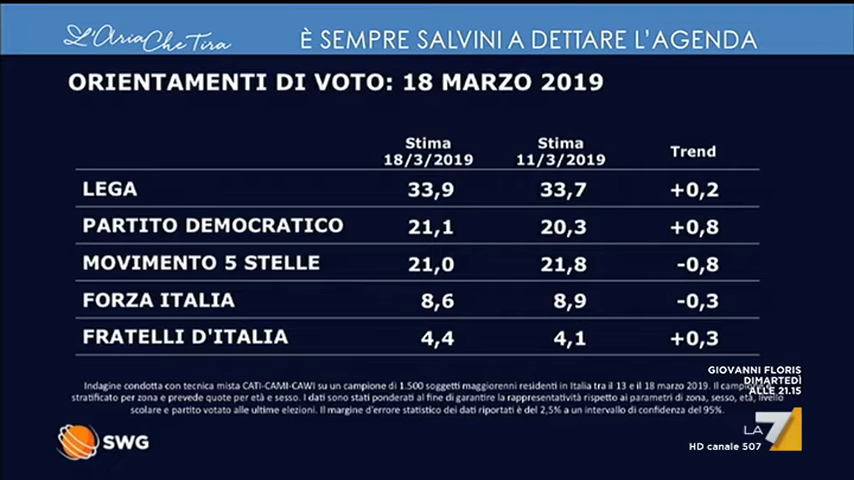 L'Aria Che Tira
È SEMPRE SALVINI A DETTARE L'AGENDA
ORIENTAMENTI DI VOTO: 18 MARZO 2019
Stima 18/3/2019 Stima 11/3/2019 Trend
LEGA 33,9 33,7 +0,2
PARTITO DEMOCRATICO 21,1 20,3 +0,8
MOVIMENTO 5 STELLE 21,0 21,8 -0,8
FORZA ITALIA 8,6 8,9 -0,3
FRATELLI D'ITALIA 4,4 4,1 +0,3
GIOVANNI FLORIS
DIMARTEDÌ
ALLE 21.15
Indagine condotta con tecnica mista CATI-CAMI-CAWI su un campione di 1.500 soggetti maggiorenni residenti in Italia tra il 13 e il 18 marzo 2019. Il
stratificato per zona e prevede quote per età e sesso. I dati sono stati ponderati al fine di garantire la rappresentatività rispetto ai parametri di zona, sesso, età, livello
scolare e partito votato alle ultime elezioni. Il margine d'errore statistico dei dati riportati è del 2,5% a un intervallo di confidenza del 95%.
SWG
LA 7
HD canale 507